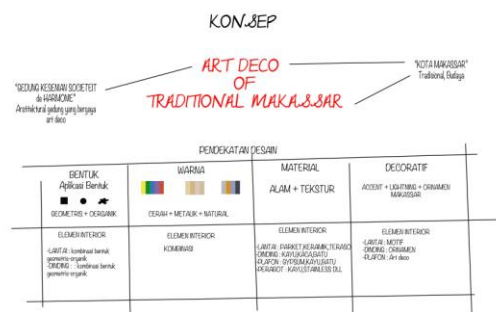 KONSEP
ART DECO
OF
TRADITIONAL MAKASSAR
"GEDUNG KESENIAN SOCIETEIT
de HARMONIE"
Arsitektural gedung yang bergaya
art deco
"KOTA MAKASSAR"
Tradisional, Budaya
PENDEKATAN DESAIN
BENTUK
Aplikasi Bentuk
GEOMETRIS + OERGANIK
WARNA
CERAH + METALIK + NATURAL
MATERIAL
ALAM + TEKSTUR
DECORATIF
ACCENT + LIGHTNING + ORNAMEN
MAKASSAR
ELEMEN INTERIOR
-LANTAI : kombinasi bentuk
geometris-organik
-DINDING : -kombinasi bentuk
geometris-organik
ELEMEN INTERIOR
KOMBINASI
ELEMEN INTERIOR
-LANTAI : PARKET,KERAMIK,TERASO
-DINDING : KAYU,KACA,BATU
-PLAFON : GYPSUM,KAYU,BATU
-PERABOT : KAYU,STAINLESS DLL
ELEMEN INTERIOR
-LANTAI : MOTIF
-DINDING : ORNAMEN
-PLAFON : Art deco